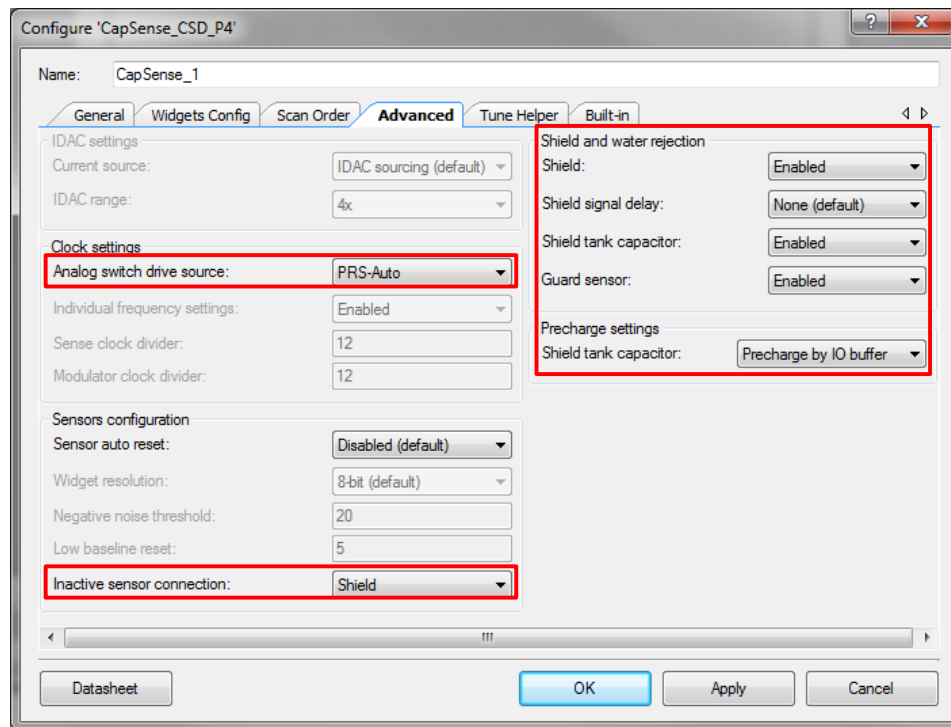 Configure 'CapSense_CSD_P4'
?
X
Name:
CapSense_1
General
Widgets Config
Scan Order
Advanced
Tune Helper
Built-in
IDAC settings
Current source:
IDAC sourcing (default)
IDAC range:
4x
Clock settings
Analog switch drive source:
PRS-Auto
Individual frequency settings:
Enabled
Sense clock divider:
12
Modulator clock divider:
12
Sensors configuration
Sensor auto reset:
Disabled (default)
Widget resolution:
8-bit (default)
Negative noise threshold:
20
Low baseline reset:
5
Inactive sensor connection:
Shield
Shield and water rejection
Shield:
Enabled
Shield signal delay:
None (default)
Shield tank capacitor:
Enabled
Guard sensor:
Enabled
Precharge settings
Shield tank capacitor:
Precharge by IO buffer
Datasheet
OK
Apply
Cancel